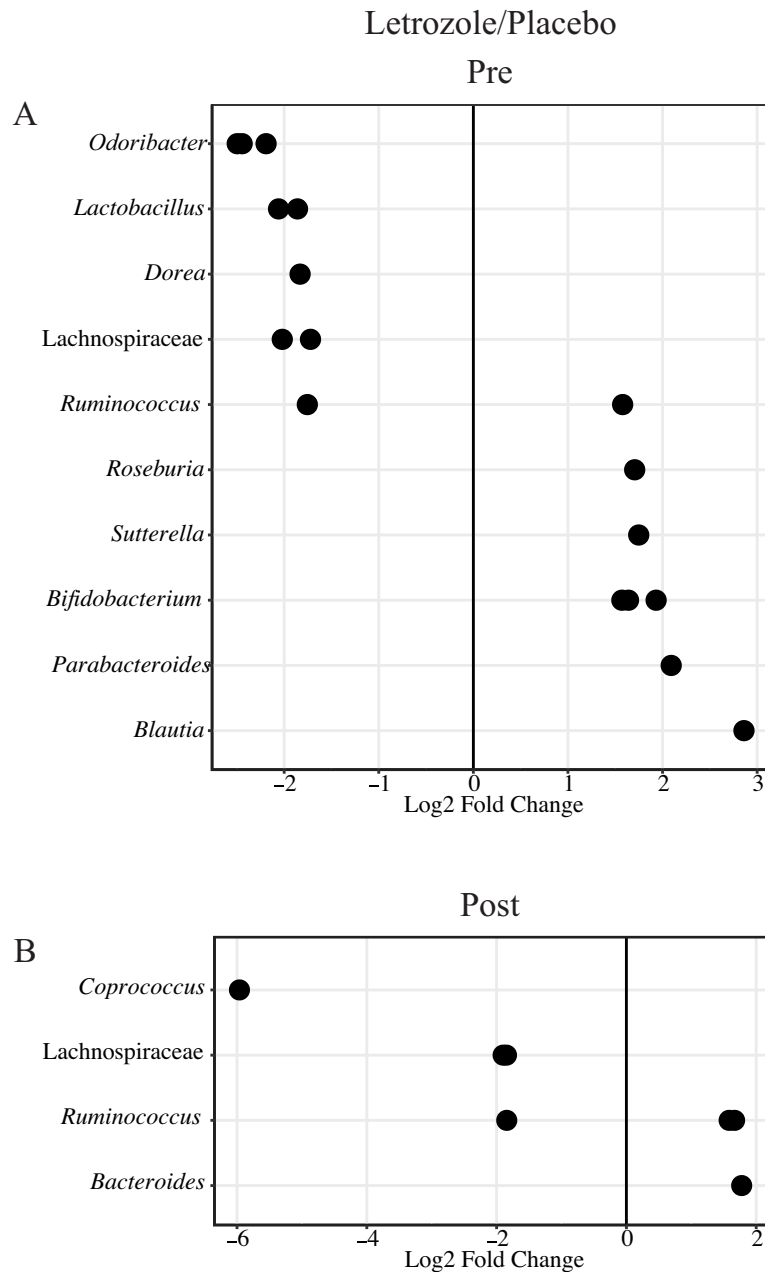 Letrozole/Placebo
Pre
A
Odoribacter
Lactobacillus
Dorea
Lachnospiraceae
Ruminococcus
Roseburia
Sutterella
Bifidobacterium
Parabacteroides
Blautia
−2 −1 0 1 2 3
Log2 Fold Change
Post
B
Coprococcus
Lachnospiraceae
Ruminococcus
Bacteroides
−6 −4 −2 0 2
Log2 Fold Change